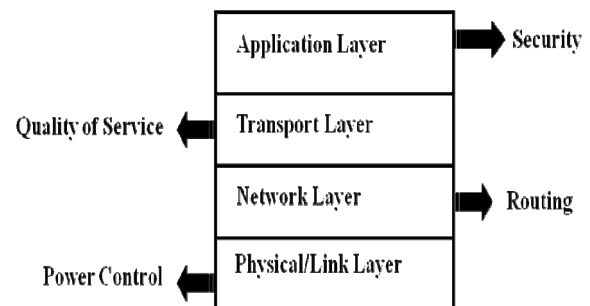 Application Layer
Security
Quality of Service
Transport Layer
Network Layer
Routing
Power Control
Physical/Link Layer